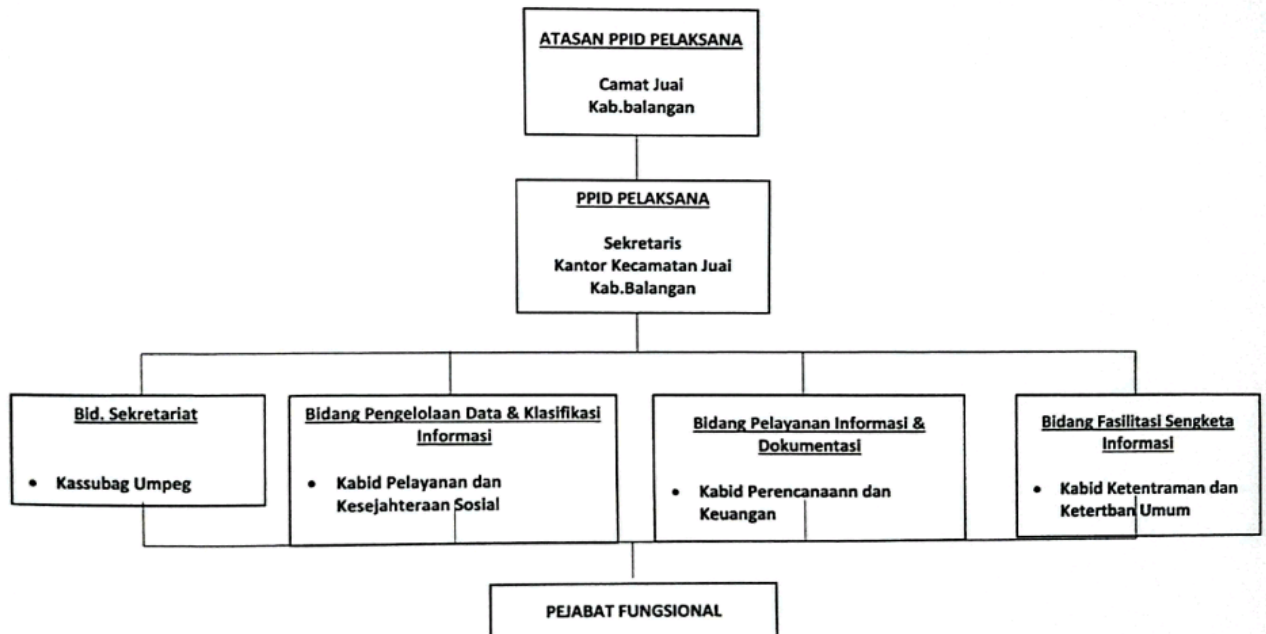 ATASAN PPID PELAKSANA
Camat Juai
Kab.balangan
PPID PELAKSANA
Sekretaris
Kantor Kecamatan Juai
Kab.Balangan
Bid. Sekretariat
• Kassubag Umpeg
Bidang Pengelolaan Data & Klasifikasi
Informasi
• Kabid Pelayanan dan
Kesejahteraan Sosial
Bidang Pelayanan Informasi &
Dokumentasi
• Kabid Perencanaann dan
Keuangan
Bidang Fasilitasi Sengketa
Informasi
• Kabid Ketentraman dan
Ketertban Umum
PEJABAT FUNGSIONAL